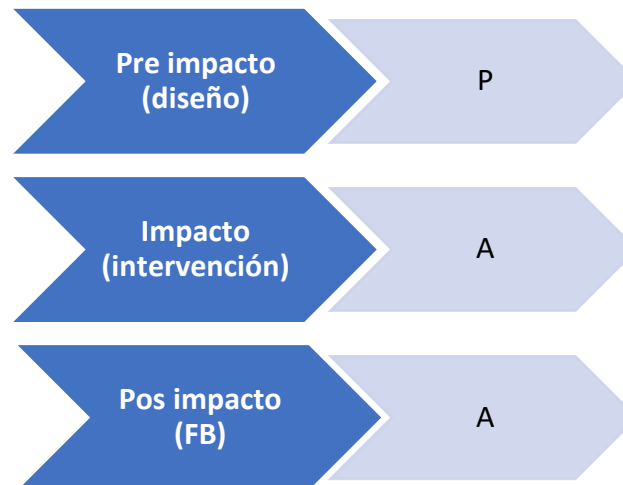 Pre impacto
(diseño)
P
Impacto
(intervención)
A
Pos impacto
(FB)
A